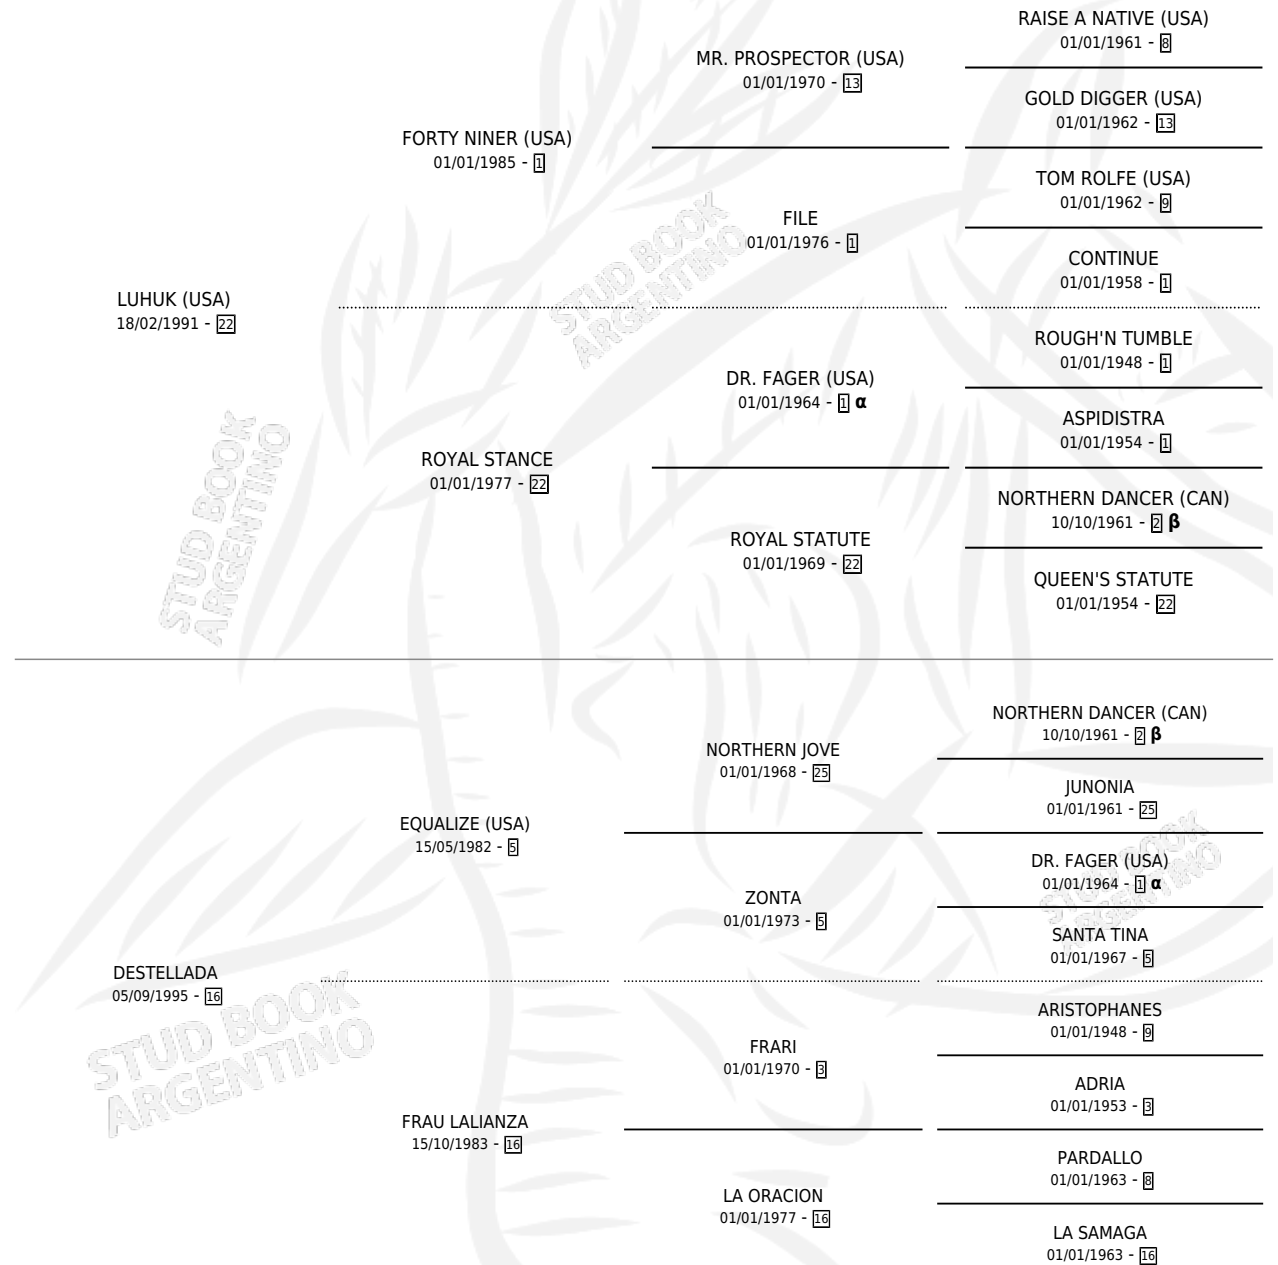 RAISE A NATIVE (USA)
01/01/1961 - 8
MR. PROSPECTOR (USA)
01/01/1970 - 13
GOLD DIGGER (USA)
01/01/1962 - 13
FORTY NINER (USA)
01/01/1985 - 1
TOM ROLFE (USA)
01/01/1962 - 9
FILE
01/01/1976 - 1
CONTINUE
01/01/1958 - 1
LUHUK (USA)
18/02/1991 - 22
ROUGH'N TUMBLE
01/01/1948 - 1
DR. FAGER (USA)
01/01/1964 - 1 α
ASPIDISTRA
01/01/1954 - 1
ROYAL STANCE
01/01/1977 - 22
NORTHERN DANCER (CAN)
10/10/1961 - 2 β
ROYAL STATUTE
01/01/1969 - 22
QUEEN'S STATUTE
01/01/1954 - 22
NORTHERN DANCER (CAN)
10/10/1961 - 2 β
NORTHERN JOVE
01/01/1968 - 25
JUNONIA
01/01/1961 - 25
EQUALIZE (USA)
15/05/1982 - 5
DR. FAGER (USA)
01/01/1964 - 1 α
ZONTA
01/01/1973 - 5
SANTA TINA
01/01/1967 - 5
DESTELLADA
05/09/1995 - 16
ARISTOPHANES
01/01/1948 - 9
FRARI
01/01/1970 - 3
ADRIA
01/01/1953 - 3
FRAU LALIANZA
15/10/1983 - 16
PARDALLO
01/01/1963 - 8
LA ORACION
01/01/1977 - 16
LA SAMAGA
01/01/1963 - 16
STUD BOOK
ARGENTINO
STUD BOOK
ARGENTINO
STUD BOOK
ARGENTINO
STUD BOOK
ARGENTINO